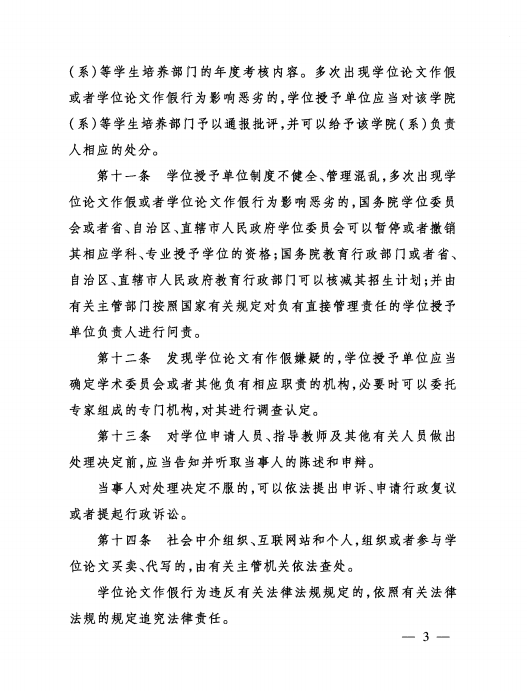 (系)等学生培养部门的年度考核内容。多次出现学位论文作假
或者学位论文作假行为影响恶劣的,学位授予单位应当对该学院
(系)等学生培养部门予以通报批评,并可以给予该学院(系)负责
人相应的处分。
第十一条 学位授予单位制度不健全、管理混乱,多次出现学
位论文作假或者学位论文作假行为影响恶劣的,国务院学位委员
会或者省、自治区、直辖市人民政府学位委员会可以暂停或者撤销
其相应学科、专业授予学位的资格;国务院教育行政部门或者省、
自治区、直辖市人民政府教育行政部门可以核减其招生计划;并由
有关主管部门按照国家有关规定对负有直接管理责任的学位授予
单位负责人进行问责。
第十二条 发现学位论文有作假嫌疑的,学位授予单位应当
确定学术委员会或者其他负有相应职责的机构,必要时可以委托
专家组成的专门机构,对其进行调查认定。
第十三条 对学位申请人员、指导教师及其他有关人员做出
处理决定前,应当告知并听取当事人的陈述和申辩。
当事人对处理决定不服的,可以依法提出申诉、申请行政复议
或者提起行政诉讼。
第十四条 社会中介组织、互联网站和个人,组织或者参与学
位论文买卖、代写的,由有关主管机关依法查处。
学位论文作假行为违反有关法律法规规定的,依照有关法律
法规的规定追究法律责任。
— 3 —